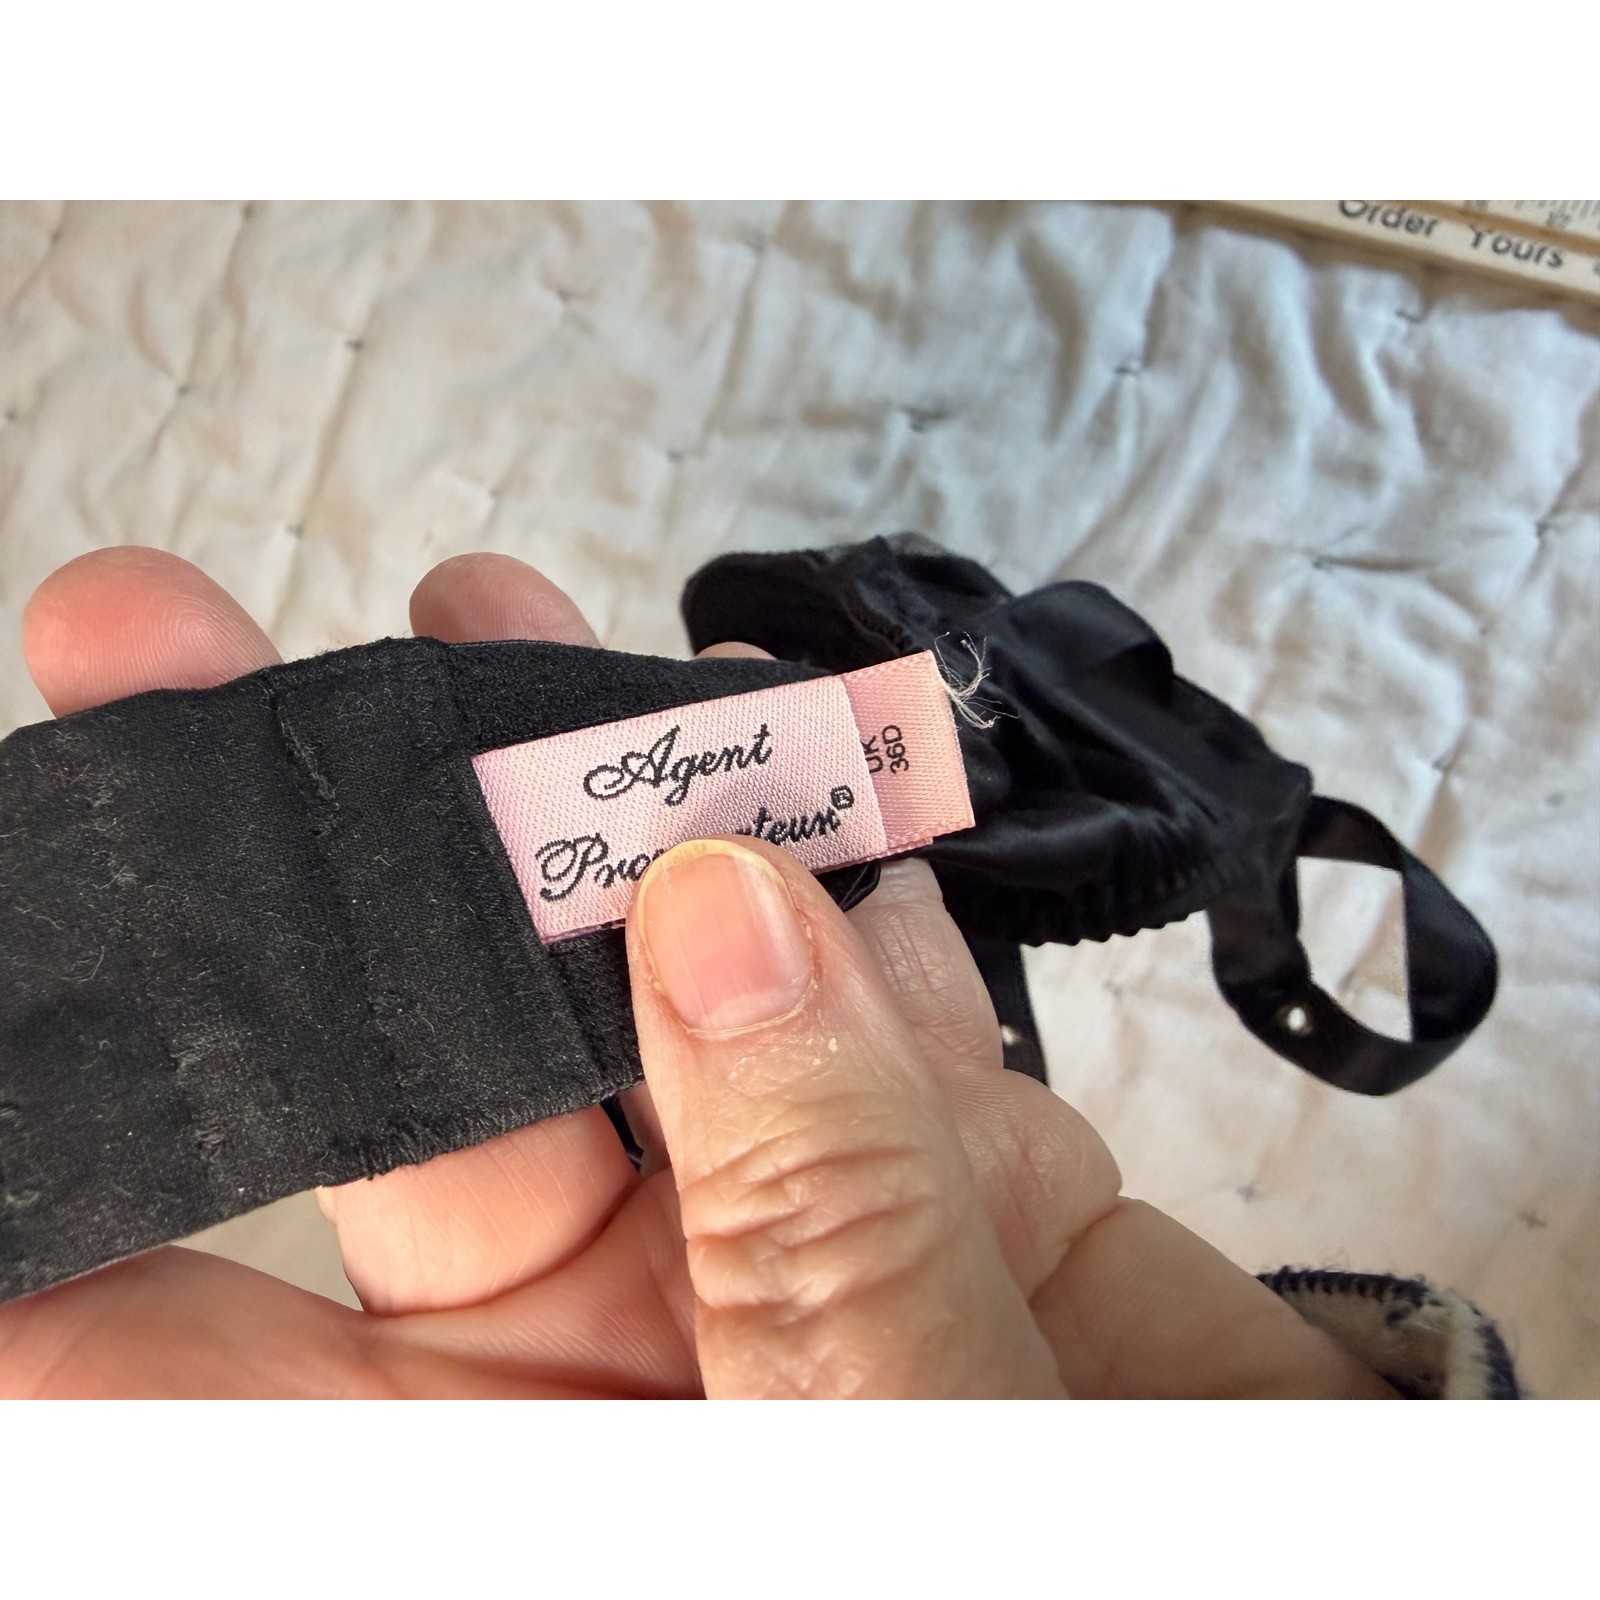 Order Yours
Agent
UK
36D